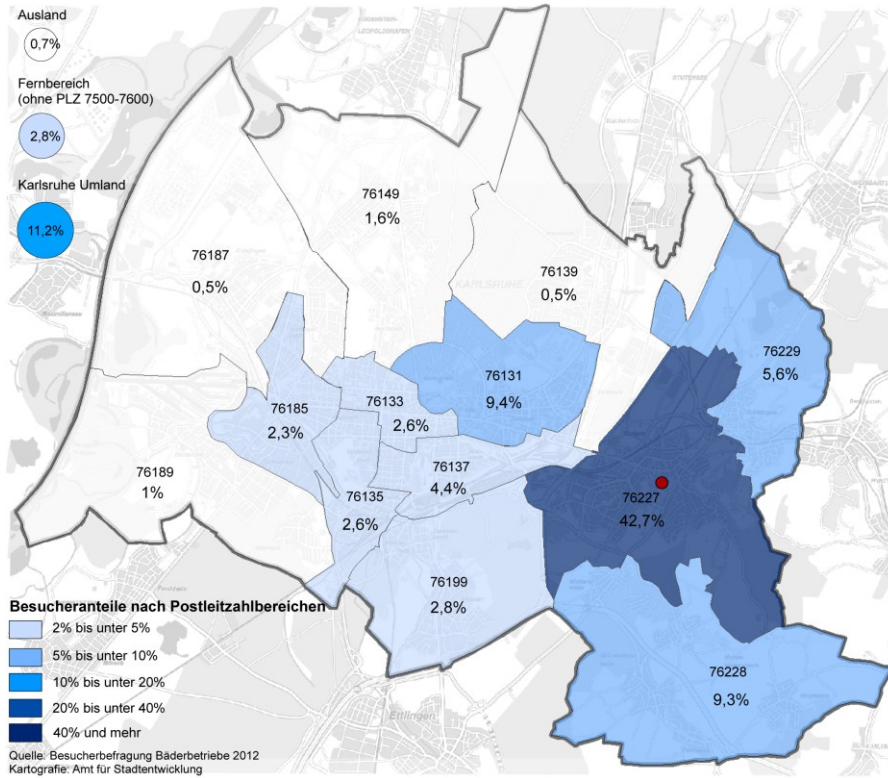 Ausland
0,7%
Fernbereich
(ohne PLZ 7500-7600)
2,8%
Karlsruhe Umland
11,2%
76149
1,6%
76187
0,5%
KARLSRUHE
76139
0,5%
76229
5,6%
76131
9,4%
76133
2,6%
76185
2,3%
76137
4,4%
76189
1%
76135
2,6%
76227
42,7%
76199
2,8%
76228
9,3%
Ettlingen
Besucheranteile nach Postleitzahlbereichen
2% bis unter 5%
5% bis unter 10%
10% bis unter 20%
20% bis unter 40%
40% und mehr
Quelle: Besucherbefragung Bäderbetriebe 2012
Kartografie: Amt für Stadtentwicklung